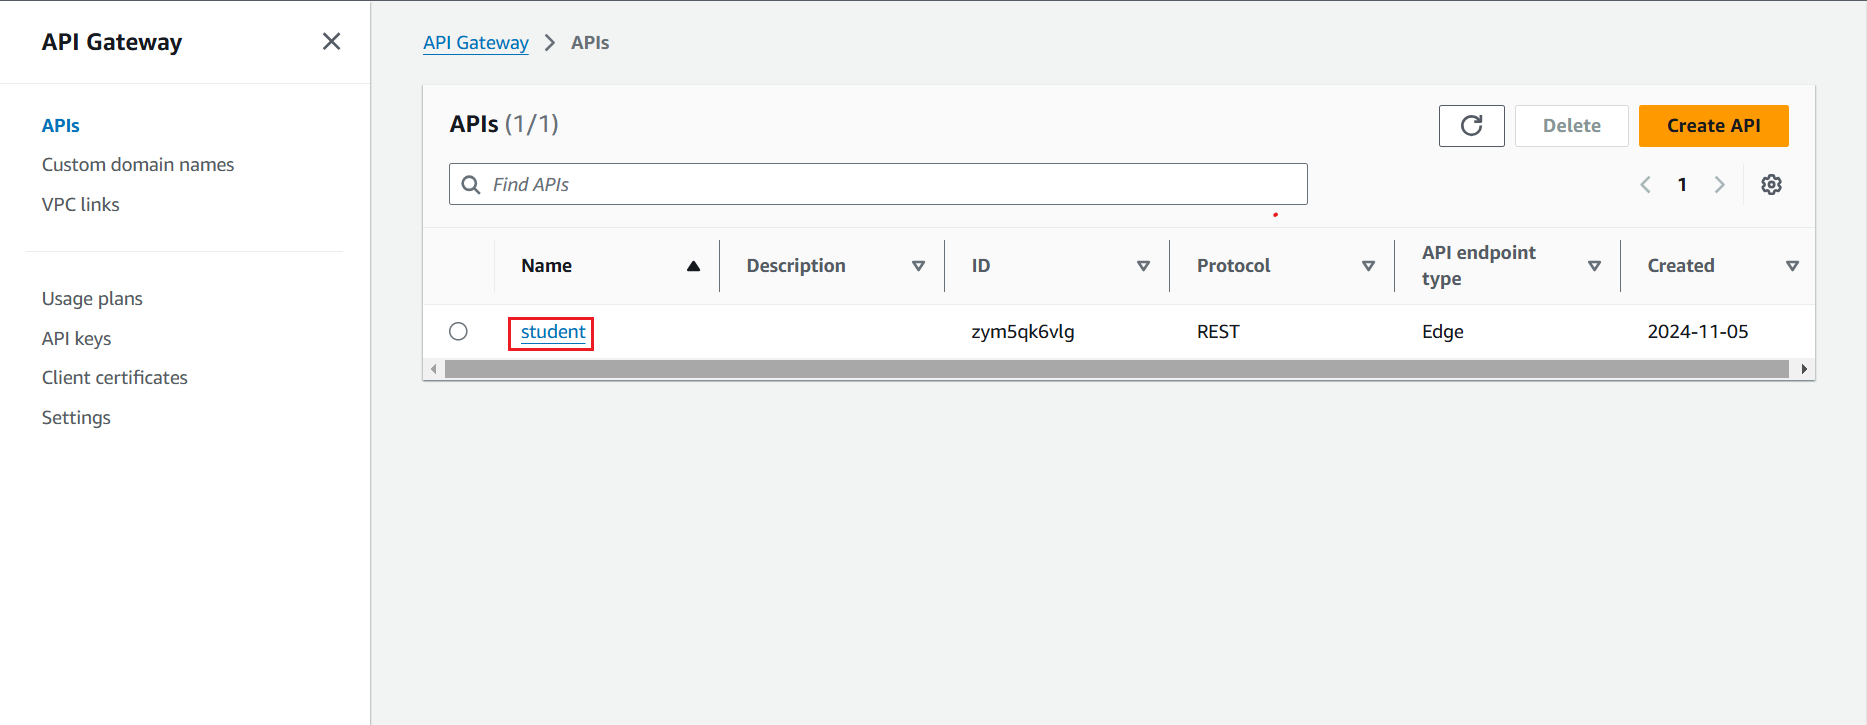 API Gateway
APIs
Custom domain names
VPC links
Usage plans
API keys
Client certificates
Settings
API Gateway APIs
APIs (1/1)
Delete
Create API
Find APIs
1
Name Description ID Protocol API endpoint type Created
student zym5qk6vlg REST Edge 2024-11-05